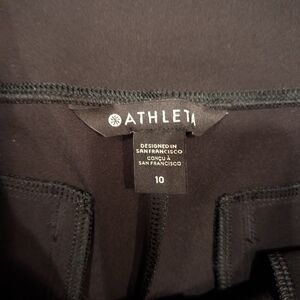 ATHLETA
DESIGNED IN
SAN FRANCISCO
CONÇU À
SAN FRANCISCO
10